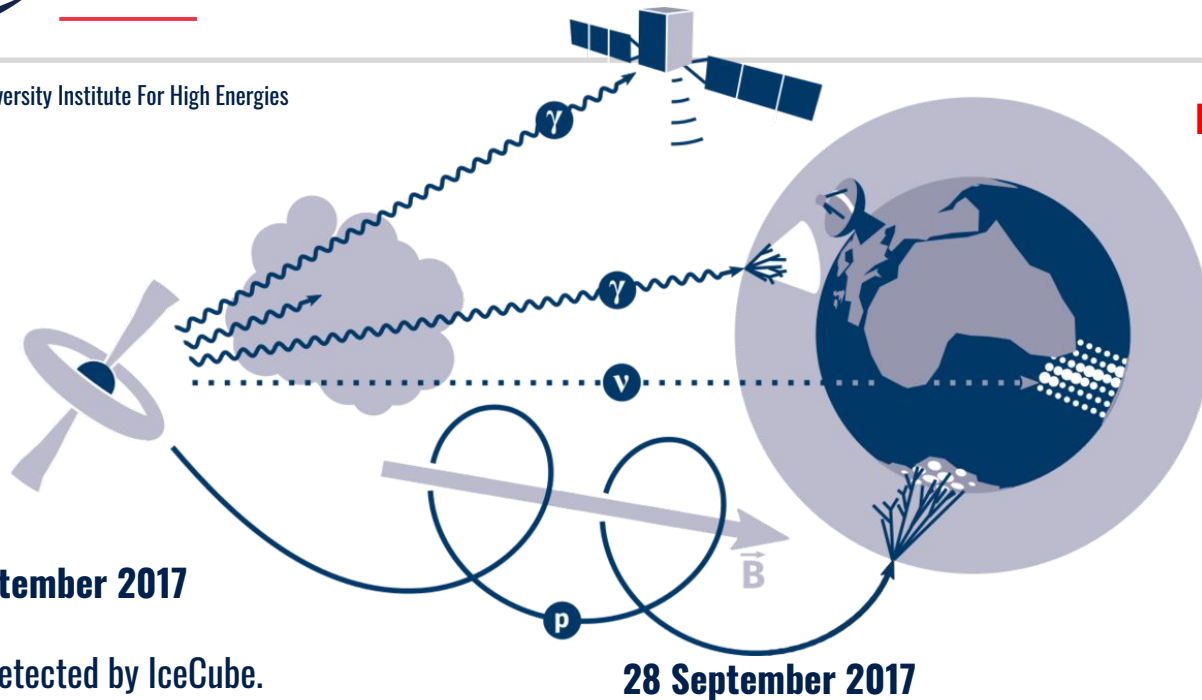 versity Institute For High Energies
γ
γ
ν
B
p
tember 2017
etected by IceCube.
28 September 2017